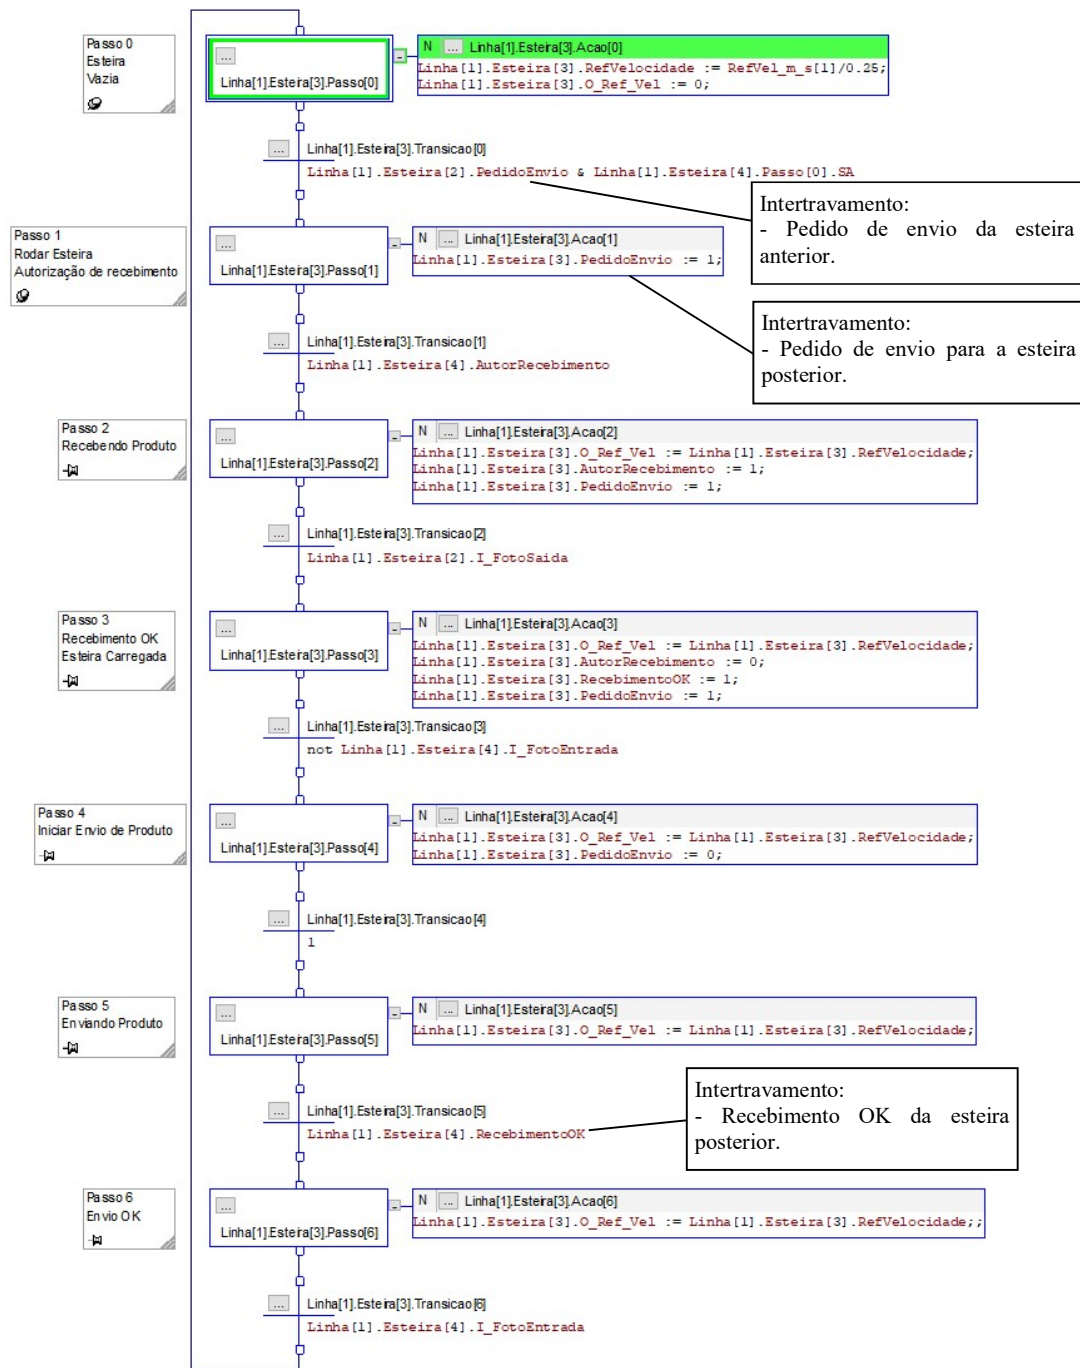 Passo 0
Esteira
Vazia
...
Linha[1].Esteira[3].Passo[0]
N ... Linha[1].Esteira[3].Acao[0]
Linha[1].Esteira[3].RefVelocidade := RefVel_m_s[1]/0.25;
Linha[1].Esteira[3].O_Ref_Vel := 0;
... Linha[1].Esteira[3].Transicao[0]
Linha[1].Esteira[2].PedidoEnvio & Linha[1].Esteira[4].Passo[0].SA
Intertravamento:
- Pedido de envio da esteira
anterior.
Passo 1
Rodar Esteira
Autorização de recebimento
...
Linha[1].Esteira[3].Passo[1]
N ... Linha[1].Esteira[3].Acao[1]
Linha[1].Esteira[3].PedidoEnvio := 1;
Intertravamento:
- Pedido de envio para a esteira
posterior.
... Linha[1].Esteira[3].Transicao[1]
Linha[1].Esteira[4].AutorRecebimento
Passo 2
Recebendo Produto
...
Linha[1].Esteira[3].Passo[2]
N ... Linha[1].Esteira[3].Acao[2]
Linha[1].Esteira[3].O_Ref_Vel := Linha[1].Esteira[3].RefVelocidade;
Linha[1].Esteira[3].AutorRecebimento := 1;
Linha[1].Esteira[3].PedidoEnvio := 1;
... Linha[1].Esteira[3].Transicao[2]
Linha[1].Esteira[2].I_FotoSaida
Passo 3
Recebimento OK
Esteira Carregada
...
Linha[1].Esteira[3].Passo[3]
N ... Linha[1].Esteira[3].Acao[3]
Linha[1].Esteira[3].O_Ref_Vel := Linha[1].Esteira[3].RefVelocidade;
Linha[1].Esteira[3].AutorRecebimento := 0;
Linha[1].Esteira[3].RecebimentoOK := 1;
Linha[1].Esteira[3].PedidoEnvio := 1;
... Linha[1].Esteira[3].Transicao[3]
not Linha[1].Esteira[4].I_FotoEntrada
Passo 4
Iniciar Envio de Produto
...
Linha[1].Esteira[3].Passo[4]
N ... Linha[1].Esteira[3].Acao[4]
Linha[1].Esteira[3].O_Ref_Vel := Linha[1].Esteira[3].RefVelocidade;
Linha[1].Esteira[3].PedidoEnvio := 0;
... Linha[1].Esteira[3].Transicao[4]
1
Passo 5
Enviando Produto
...
Linha[1].Esteira[3].Passo[5]
N ... Linha[1].Esteira[3].Acao[5]
Linha[1].Esteira[3].O_Ref_Vel := Linha[1].Esteira[3].RefVelocidade;
... Linha[1].Esteira[3].Transicao[5]
Linha[1].Esteira[4].RecebimentoOK
Intertravamento:
- Recebimento OK da esteira
posterior.
Passo 6
Envio OK
...
Linha[1].Esteira[3].Passo[6]
N ... Linha[1].Esteira[3].Acao[6]
Linha[1].Esteira[3].O_Ref_Vel := Linha[1].Esteira[3].RefVelocidade;;
... Linha[1].Esteira[3].Transicao[6]
Linha[1].Esteira[4].I_FotoEntrada